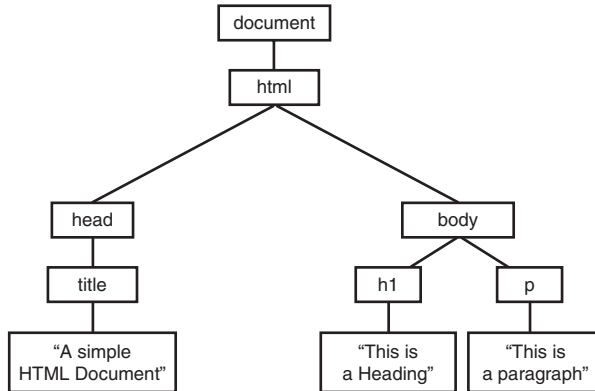 document
html
head
body
title
h1
p
“A simple
HTML Document”
“This is
a Heading”
“This is
a paragraph”